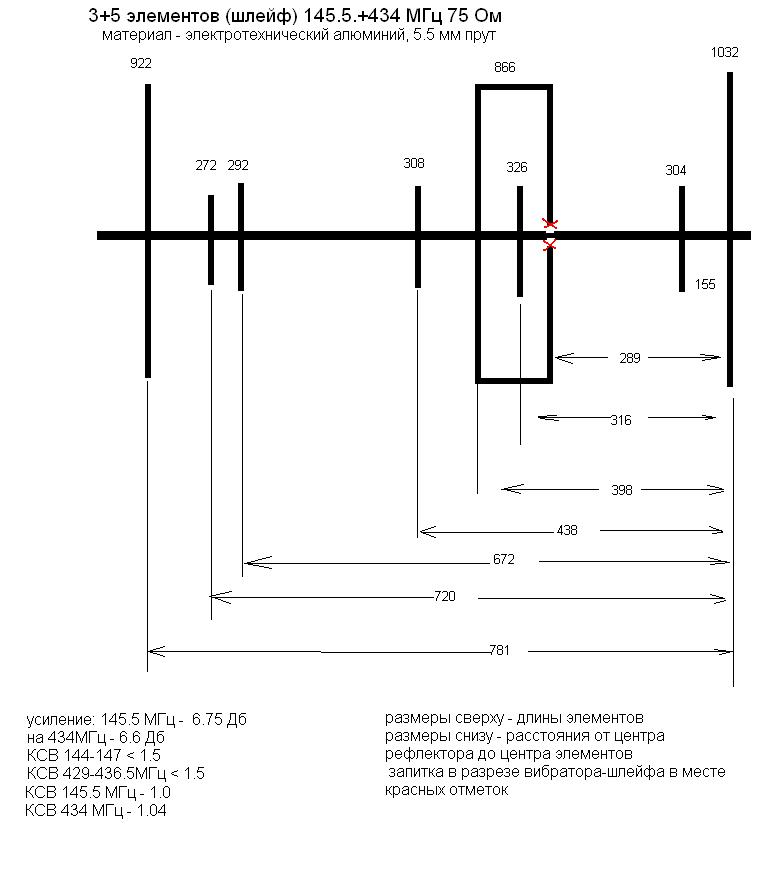 3+5 элементов (шлейф) 145.5.+434 МГц 75 Ом
материал - электротехнический алюминий, 5.5 мм прут
922
866
1032
272 292
308
326
304
155
289
316
398
438
672
720
781
усиление: 145.5 МГц - 6.75 Дб
на 434МГц - 6.6 Дб
КСВ 144-147 < 1.5
КСВ 429-436.5МГц < 1.5
КСВ 145.5 МГц - 1.0
КСВ 434 МГц - 1.04
размеры сверху - длины элементов
размеры снизу - расстояния от центра
рефлектора до центра элементов
запитка в разрезе вибратора-шлейфа в месте
красных отметок